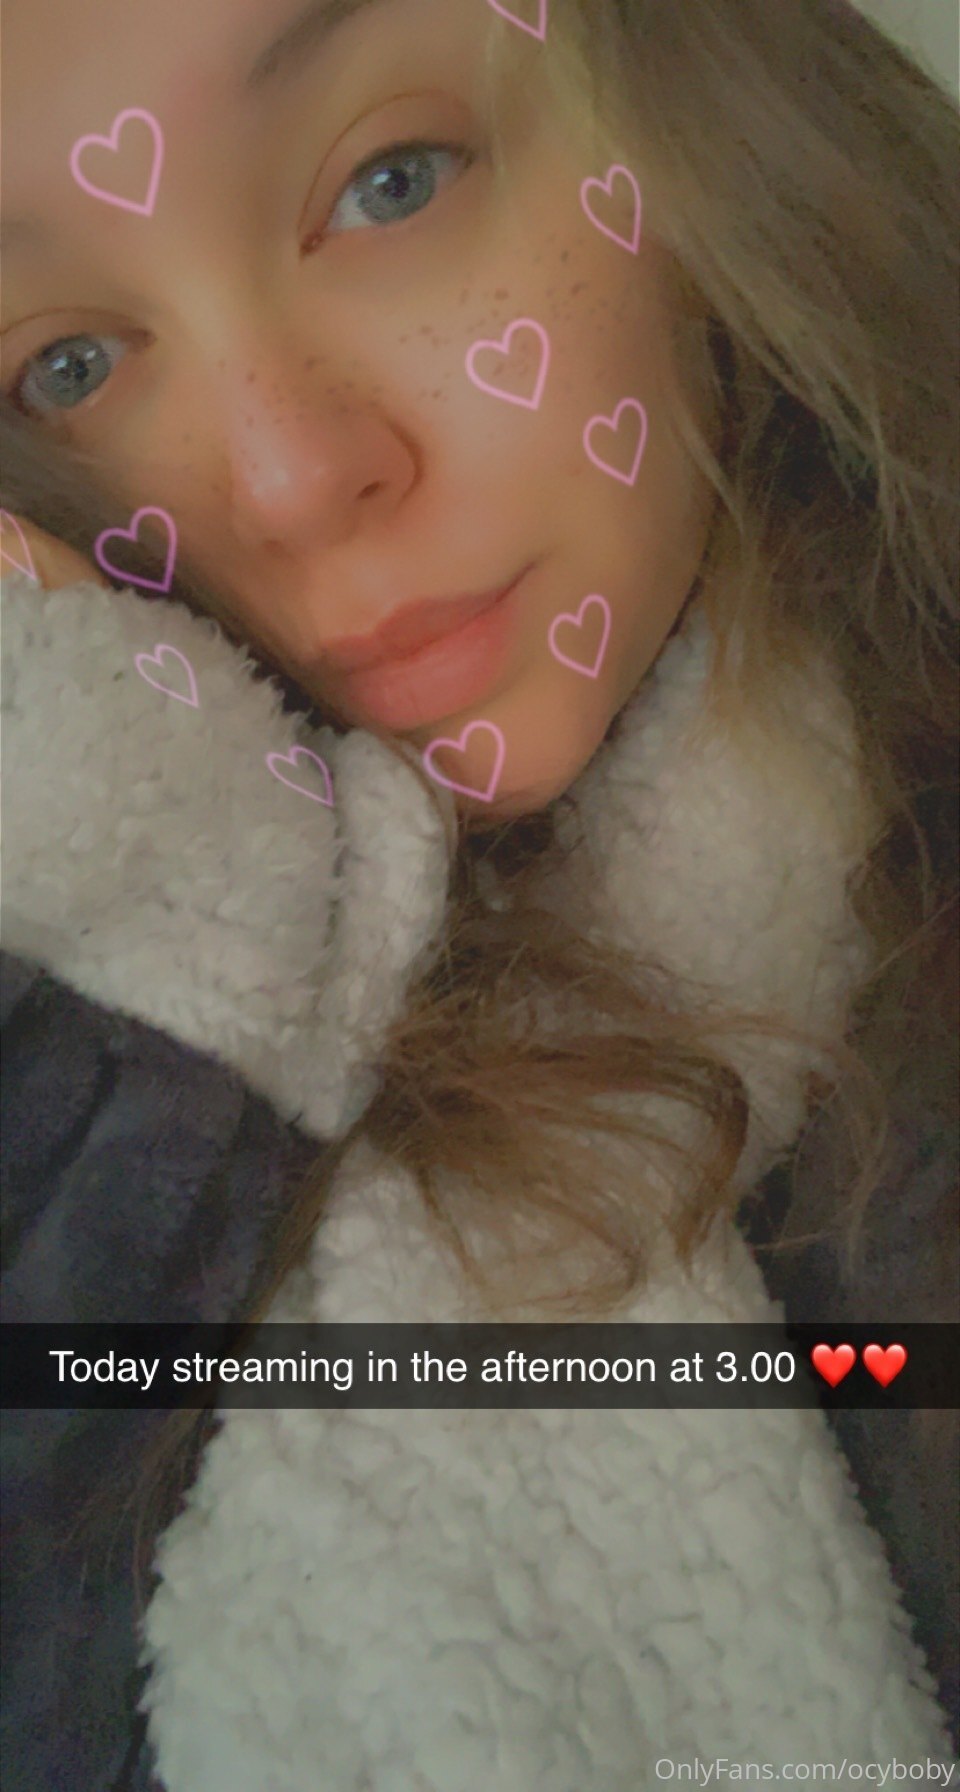 Today streaming in the afternoon at 3.00 ❤️❤️
OnlyFans.com/ocyboby